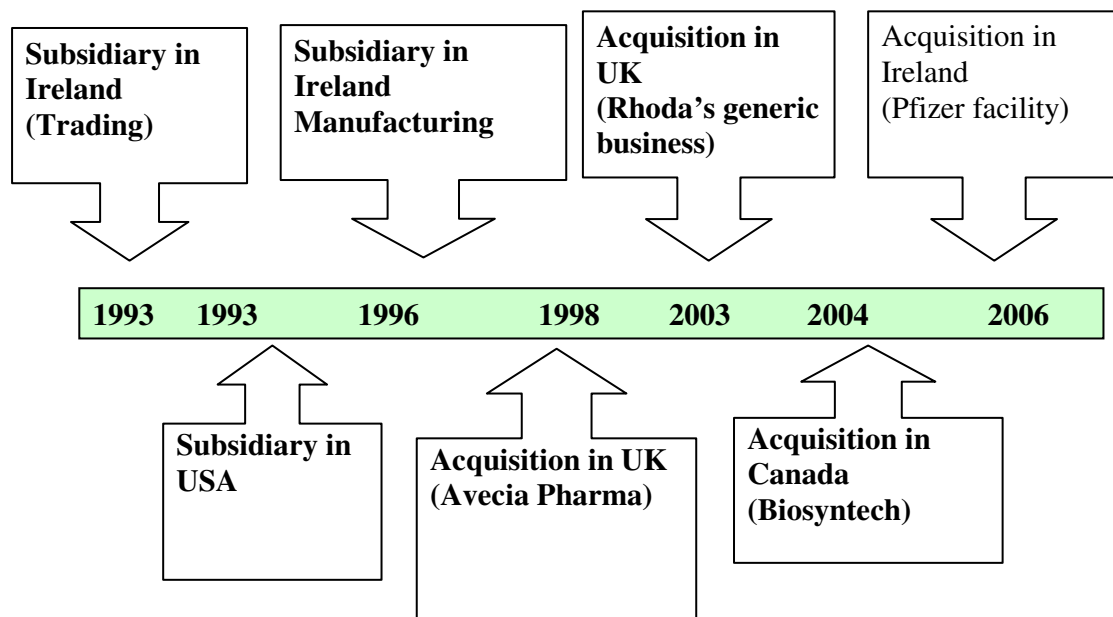 Subsidiary in
Ireland
(Trading)
Subsidiary in
Ireland
Manufacturing
Acquisition in
UK
(Rhoda’s generic
business)
Acquisition in
Ireland
(Pfizer facility)
1993 1993 1996 1998 2003 2004 2006
Subsidiary in
USA
Acquisition in UK
(Avecia Pharma)
Acquisition in
Canada
(Biosyntech)